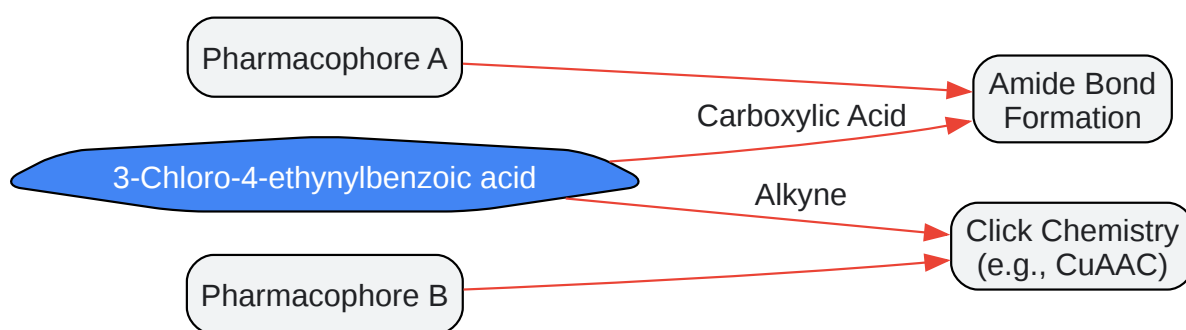 Pharmacophore A
Amide Bond
Formation
Carboxylic Acid
3-Chloro-4-ethynylbenzoic acid
Alkyne
Click Chemistry
(e.g., CuAAC)
Pharmacophore B